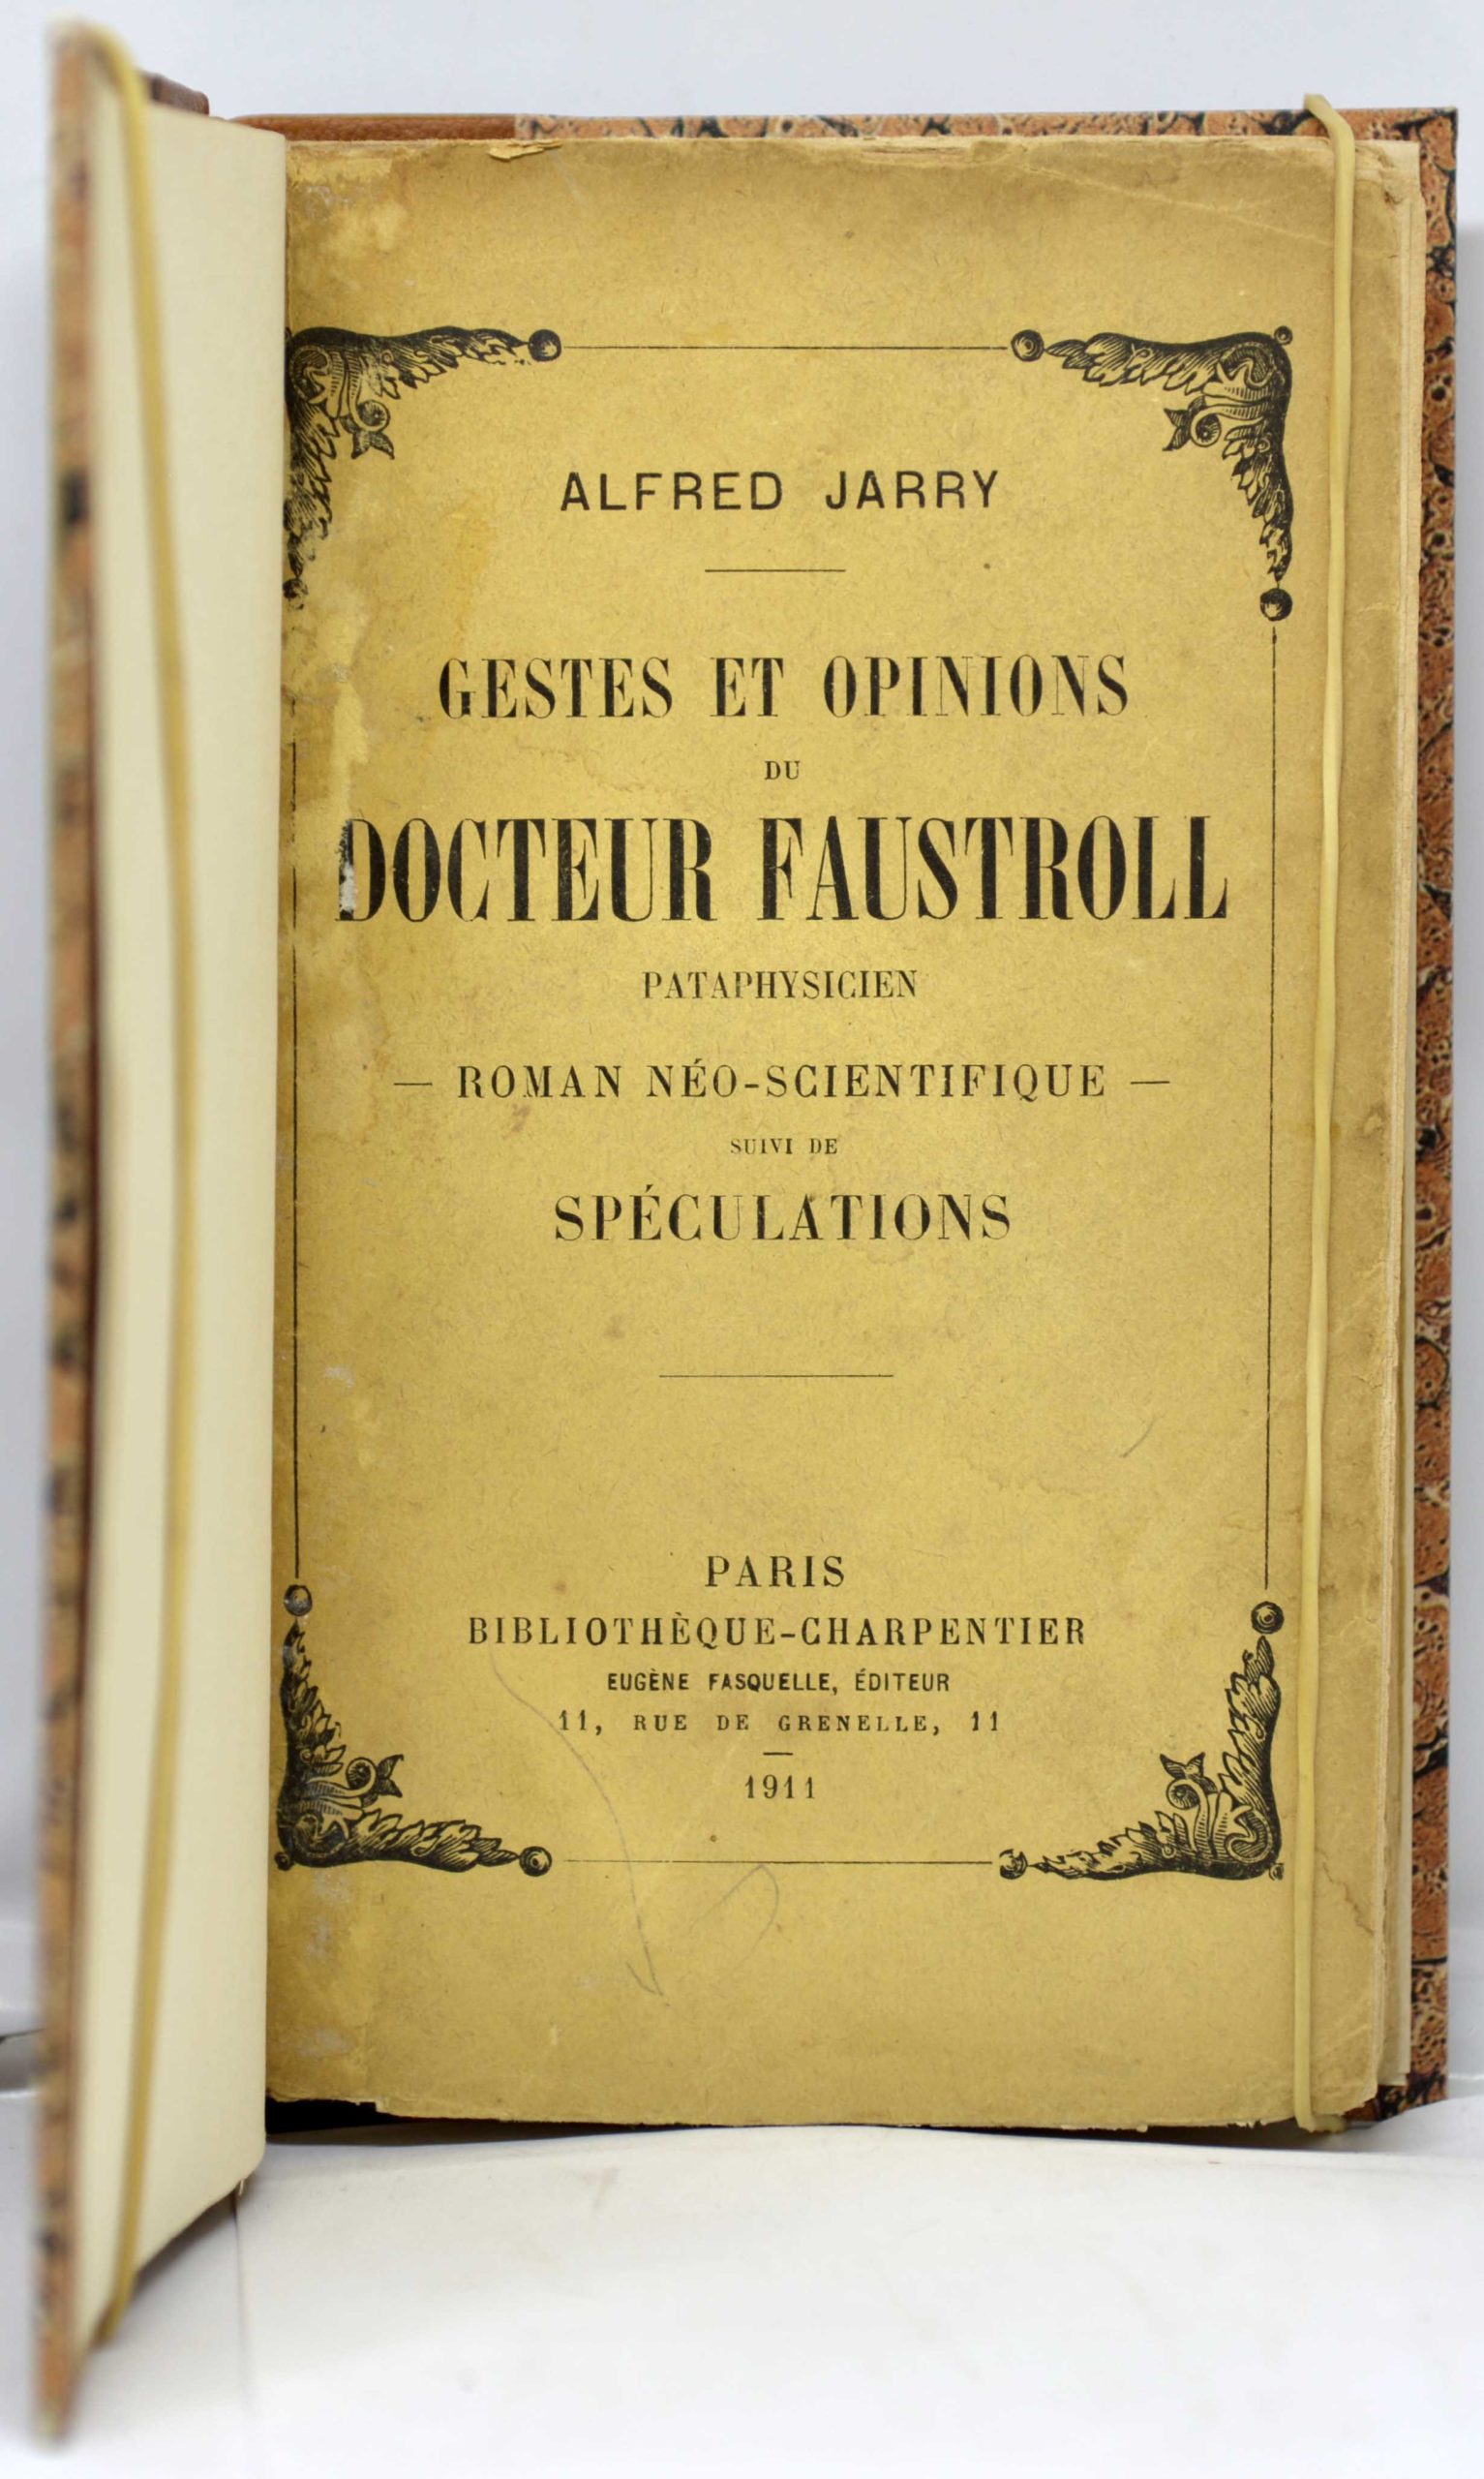 ALFRED JARRY
GESTES ET OPINIONS
DU
DOCTEUR FAUSTROLL
PATAPHYSICIEN
— ROMAN NÉO-SCIENTIFIQUE —
SUIVI DE
SPÉCULATIONS
PARIS
BIBLIOTHÈQUE-CHARPENTIER
EUGÈNE FASQUELLE, ÉDITEUR
11, RUE DE GRENELLE, 11
1911